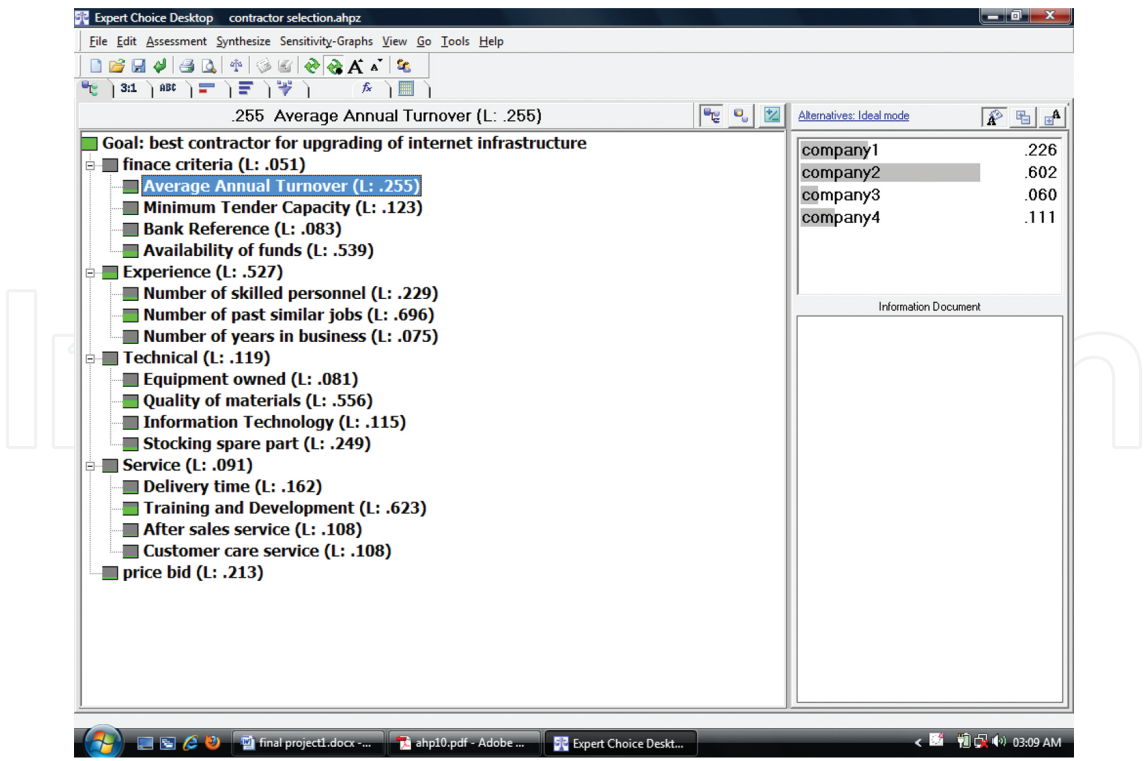 Expert Choice Desktop contractor selection.ahpz
File Edit Assessment Synthesize Sensitivity-Graphs View Go Tools Help
3:1 ABC fx
.255 Average Annual Turnover (L: .255)
Alternatives: Ideal mode
Goal: best contractor for upgrading of internet infrastructure
finace criteria (L: .051)
Average Annual Turnover (L: .255)
Minimum Tender Capacity (L: .123)
Bank Reference (L: .083)
Availability of funds (L: .539)
Experience (L: .527)
Number of skilled personnel (L: .229)
Number of past similar jobs (L: .696)
Number of years in business (L: .075)
Technical (L: .119)
Equipment owned (L: .081)
Quality of materials (L: .556)
Information Technology (L: .115)
Stocking spare part (L: .249)
Service (L: .091)
Delivery time (L: .162)
Training and Development (L: .623)
After sales service (L: .108)
Customer care service (L: .108)
price bid (L: .213)
company1 .226
company2 .602
company3 .060
company4 .111
Information Document
final project1.docx -... ahp10.pdf - Adobe ... Expert Choice Deskt... 03:09 AM